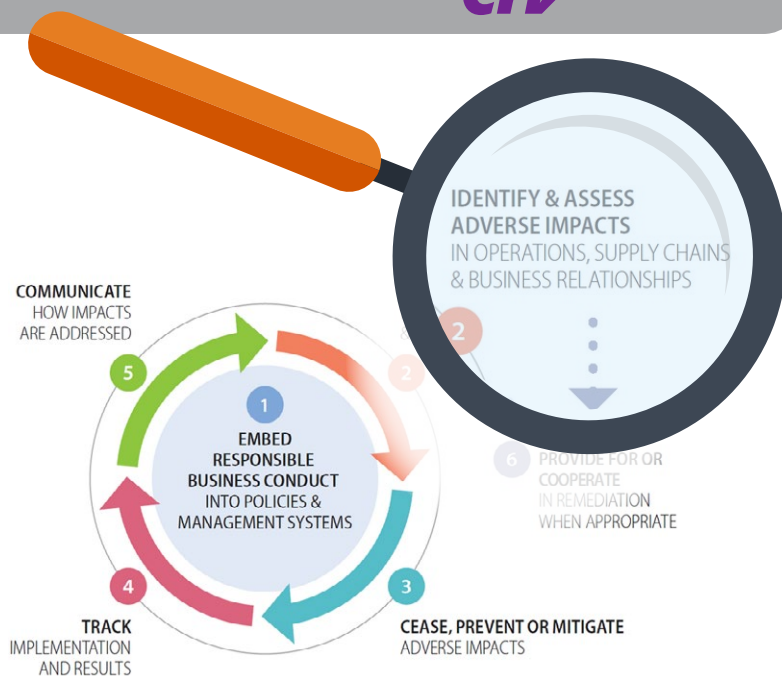 IDENTIFY & ASSESS
ADVERSE IMPACTS
IN OPERATIONS, SUPPLY CHAINS
& BUSINESS RELATIONSHIPS
2
COMMUNICATE
HOW IMPACTS
ARE ADDRESSED
5
2
1
EMBED
RESPONSIBLE
BUSINESS CONDUCT
INTO POLICIES &
MANAGEMENT SYSTEMS
6
PROVIDE FOR OR
COOPERATE
IN REMEDIATION
WHEN APPROPRIATE
4
3
TRACK
IMPLEMENTATION
AND RESULTS
CEASE, PREVENT OR MITIGATE
ADVERSE IMPACTS